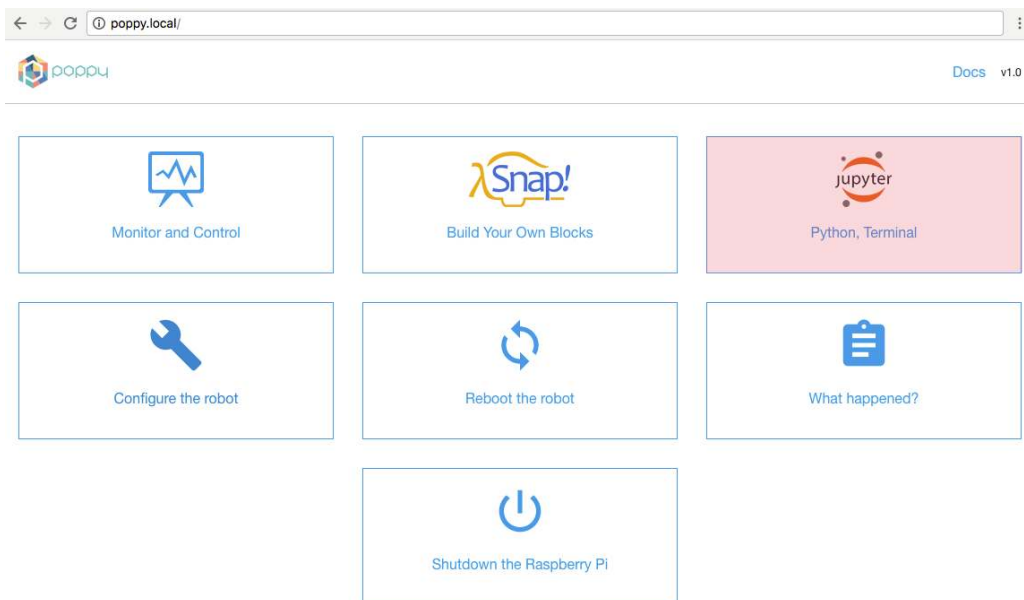 poppy.local/
poppy
Docs v1.0
Monitor and Control
λSnap!
Build Your Own Blocks
jupyter
Python, Terminal
Configure the robot
Reboot the robot
What happened?
Shutdown the Raspberry Pi